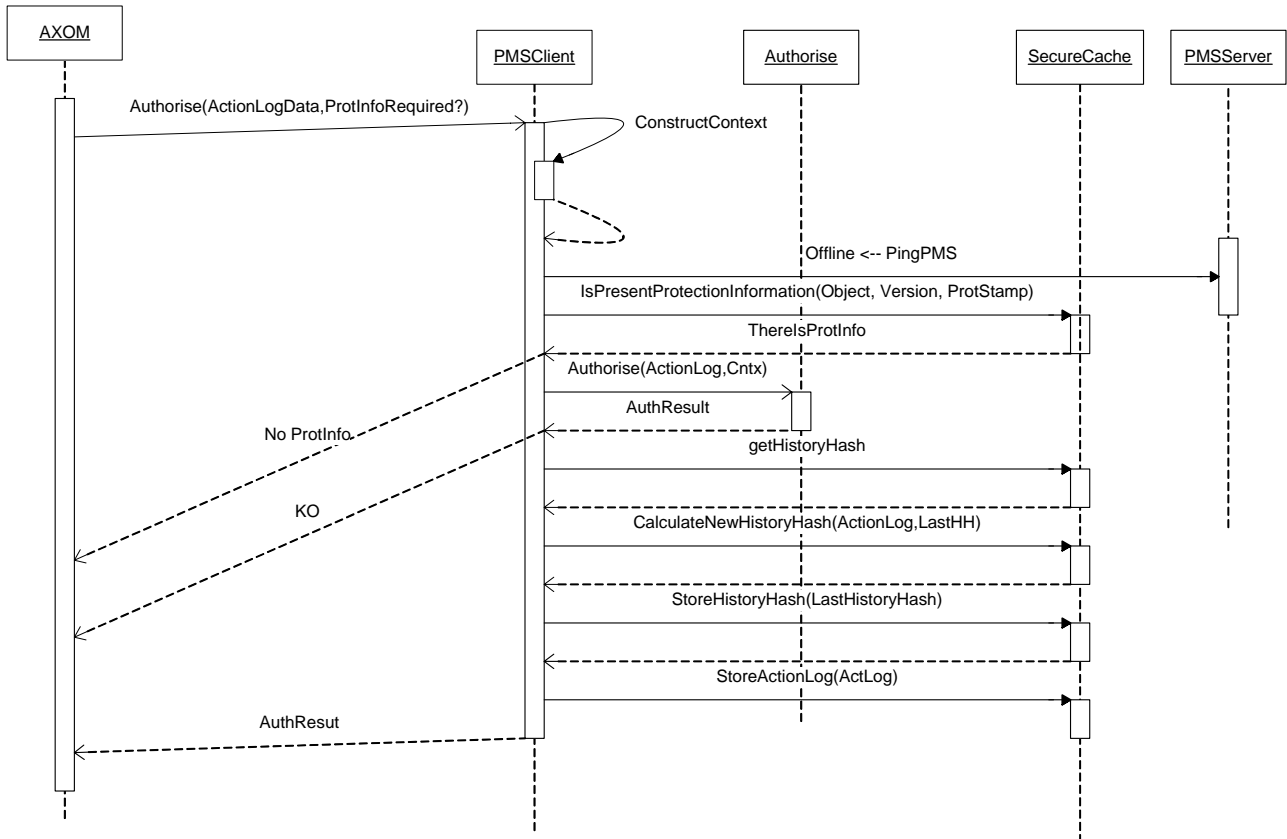 AXOM
PMSClient
Authorise
SecureCache
PMSServer
Authorise(ActionLogData,ProtInfoRequired?)
ConstructContext
Offline <-- PingPMS
IsPresentProtectionInformation(Object, Version, ProtStamp)
ThereIsProtInfo
Authorise(ActionLog,Cntx)
AuthResult
No ProtInfo
getHistoryHash
KO
CalculateNewHistoryHash(ActionLog,LastHH)
StoreHistoryHash(LastHistoryHash)
StoreActionLog(ActLog)
AuthResut